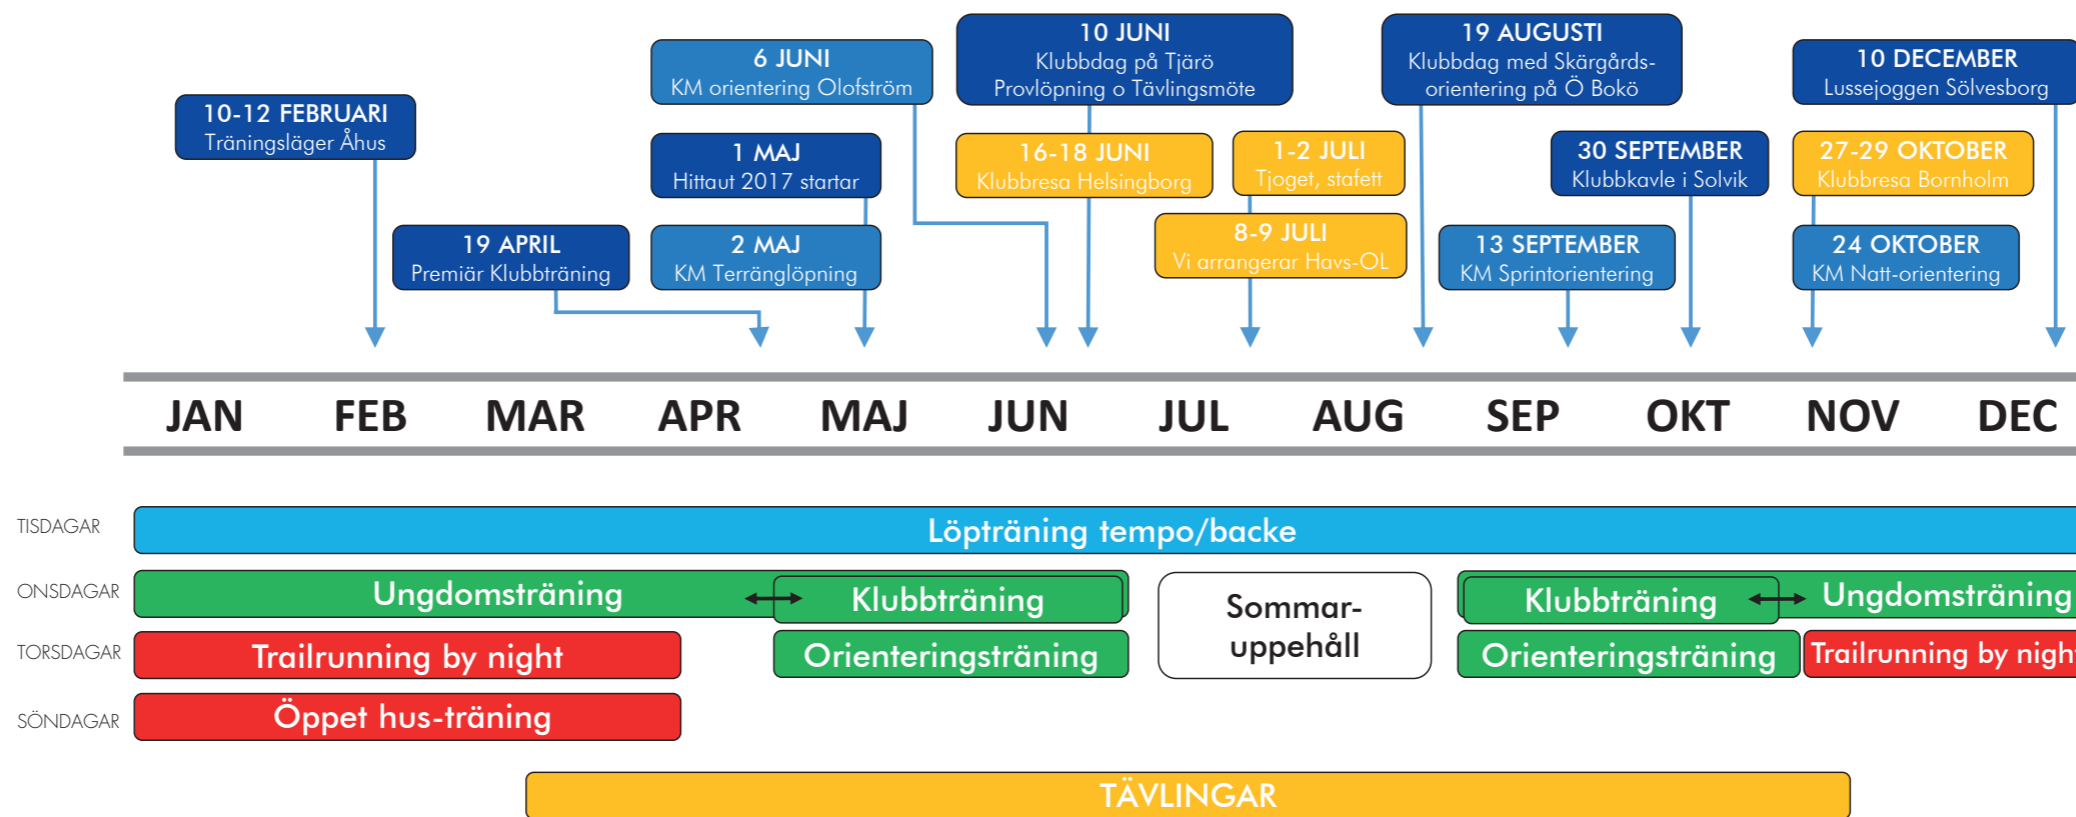 10-12 FEBRUARI
Träningsläger Åhus
19 APRIL
Premiär Klubbträning
6 JUNI
KM orientering Olofström
1 MAJ
Hittaut 2017 startar
2 MAJ
KM Terränglöpning
10 JUNI
Klubbdag på Tjärö
Provlöpning o Tävlingsmöte
16-18 JUNI
Klubbresa Helsingborg
1-2 JULI
Tjoget, stafett
8-9 JULI
Vi arrangerar Havs-OL
19 AUGUSTI
Klubbdag med Skärgårds-
orientering på Ö Bokö
13 SEPTEMBER
KM Sprintorientering
30 SEPTEMBER
Klubbkavle i Solvik
10 DECEMBER
Lussejoggen Sölvesborg
27-29 OKTOBER
Klubbresa Bornholm
24 OKTOBER
KM Natt-orientering
JAN FEB MAR APR MAJ JUN JUL AUG SEP OKT NOV DEC
TISDAGAR
Löpträning tempo/backe
ONSDAGAR
Ungdomsträning
Klubbträning
Sommar-
uppehåll
Klubbträning
Ungdomsträning
TORSDAGAR
Trailrunning by night
Orienteringsträning
Orienteringsträning
Trailrunning by night
SÖNDAGAR
Öppet hus-träning
TÄVLINGAR